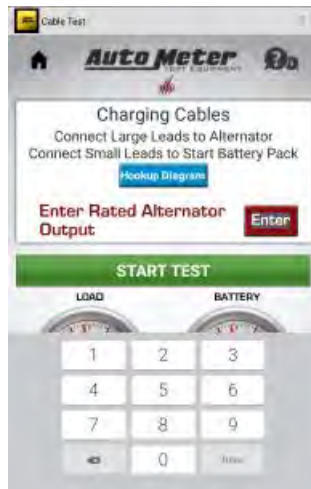 Cable Test
Auto Meter
TEST EQUIPMENT
Charging Cables
Connect Large Leads to Alternator
Connect Small Leads to Start Battery Pack
Hookup Diagram
Enter Rated Alternator
Output
Enter
START TEST
LOAD BATTERY
1 2 3
4 5 6
7 8 9
0